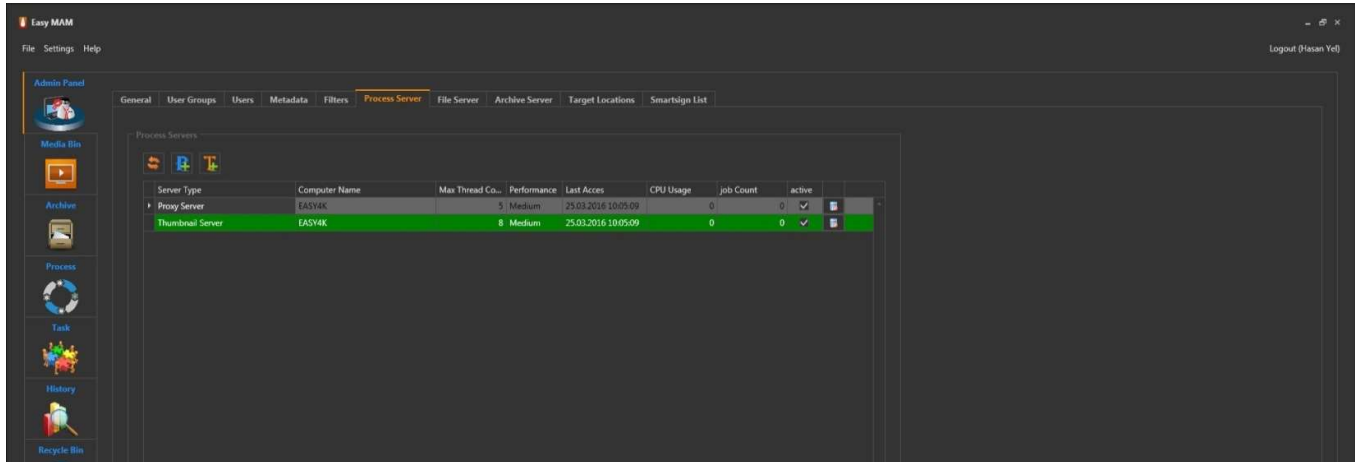 Easy MAM
File Settings Help
Logout (Hasan Yel)
Admin Panel
General User Groups Users Metadata Filters Process Server File Server Archive Server Target Locations Smartsign List
Process Servers
Media Bin
Server Type Computer Name Max Thread Co... Performance Last Acces CPU Usage job Count active
Proxy Server EASY4K 5 Medium 25.03.2016 10:05:09 0 0
Thumbnail Server EASY4K 8 Medium 25.03.2016 10:05:09 0 0
Archive
Process
Task
History
Recycle Bin